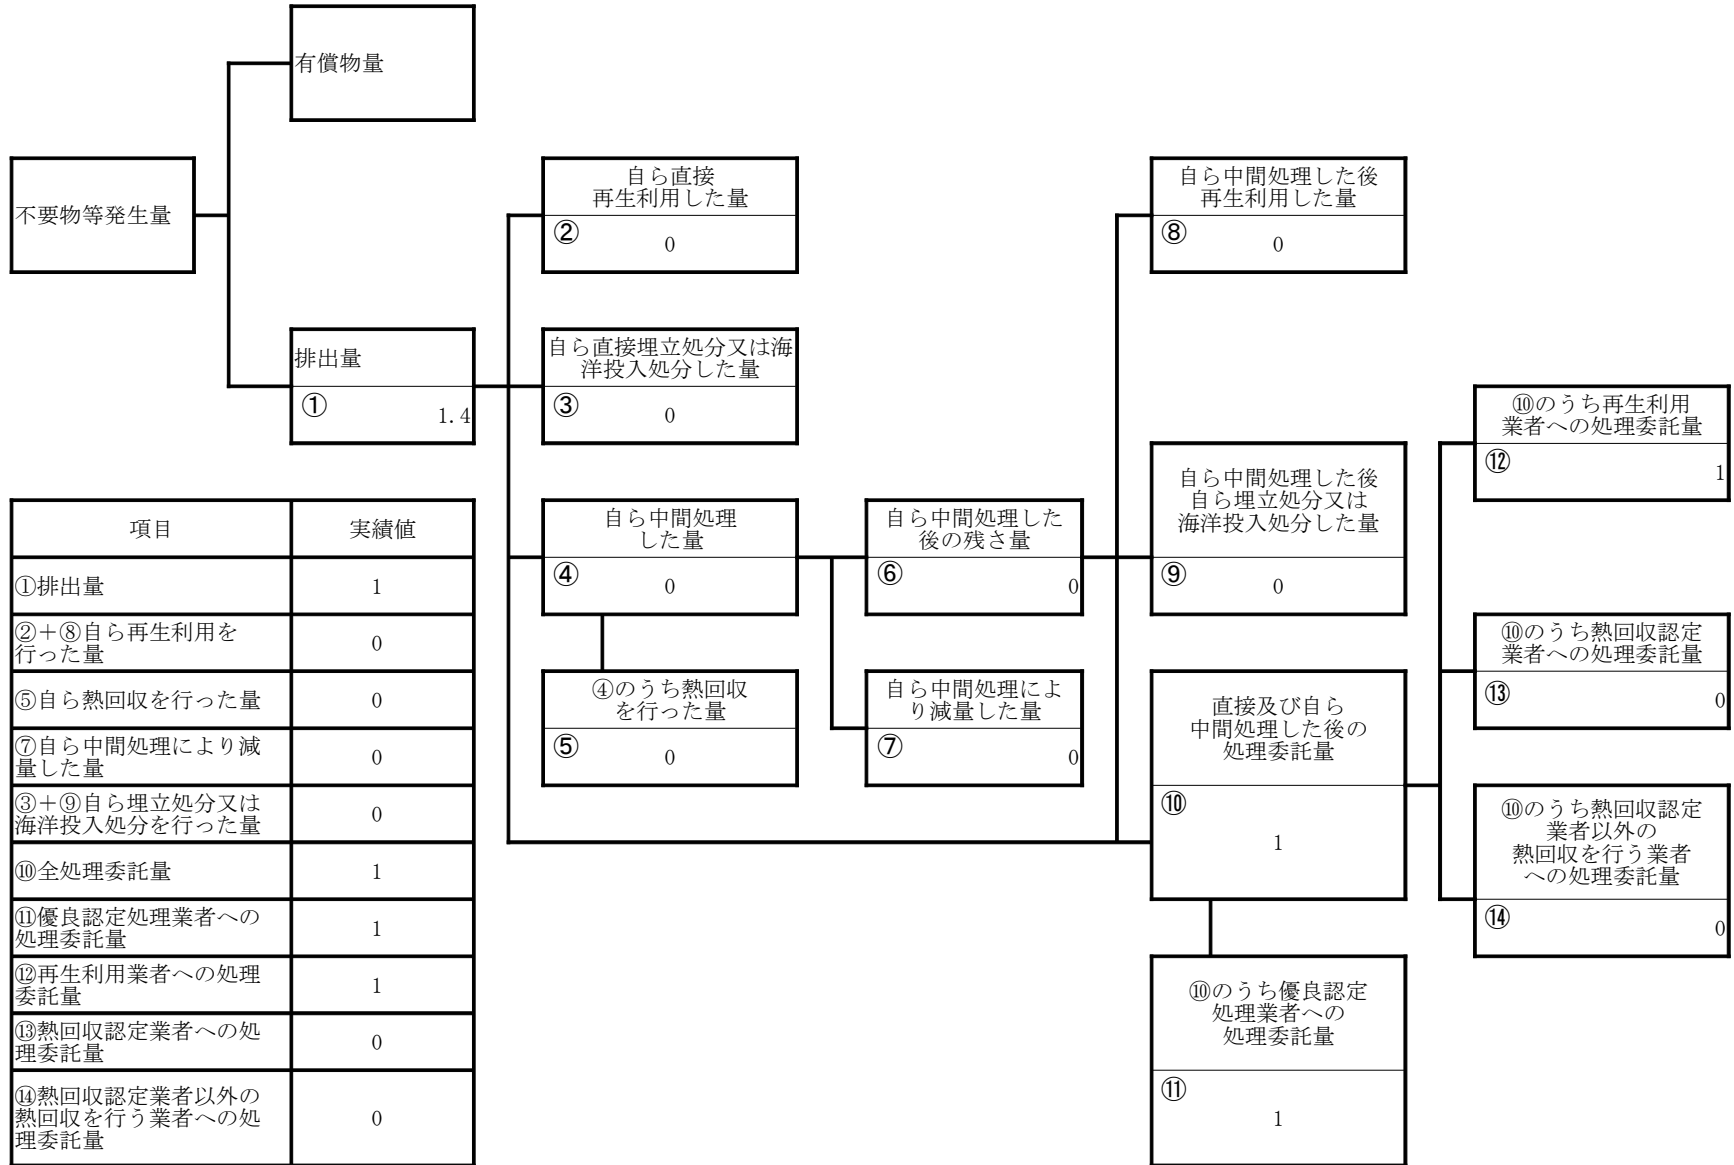 有償物量
不要物等発生量
排出量
①
1.4
自ら直接
再生利用した量
②
0
自ら直接埋立処分又は海
洋投入処分した量
③
0
自ら中間処理
した量
④
0
④のうち熱回収
を行った量
⑤
0
自ら中間処理した
後の残さ量
⑥
0
自ら中間処理によ
り減量した量
⑦
0
自ら中間処理した後
再生利用した量
⑧
0
自ら中間処理した後
自ら埋立処分又は
海洋投入処分した量
⑨
0
直接及び自ら
中間処理した後の
処理委託量
⑩
1
⑩のうち優良認定
処理業者への
処理委託量
⑪
1
⑩のうち再生利用
業者への処理委託量
⑫
1
⑩のうち熱回収認定
業者への処理委託量
⑬
0
⑩のうち熱回収認定
業者以外の
熱回収を行う業者
への処理委託量
⑭
0
項目 実績値
①排出量 1
②+⑧自ら再生利用を
行った量 0
⑤自ら熱回収を行った量 0
⑦自ら中間処理により減
量した量 0
③+⑨自ら埋立処分又は
海洋投入処分を行った量 0
⑩全処理委託量 1
⑪優良認定処理業者への
処理委託量 1
⑫再生利用業者への処理
委託量 1
⑬熱回収認定業者への処
理委託量 0
⑭熱回収認定業者以外の
熱回収を行う業者への処
理委託量 0